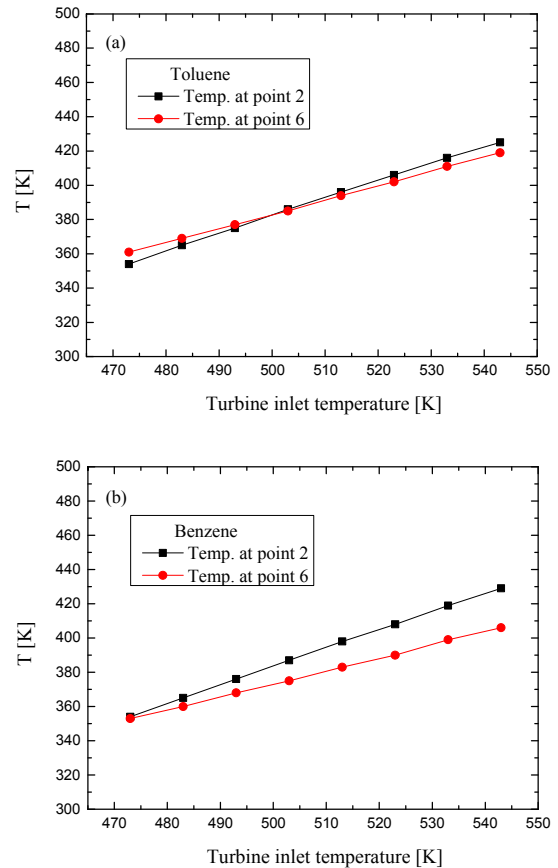 500
(a)
480
Toluene
460
Temp. at point 2
440
Temp. at point 6
420
T [K]
400
380
360
340
320
300
470 480 490 500 510 520 530 540 550
Turbine inlet temperature [K]
500
(b)
480
Benzene
460
Temp. at point 2
440
Temp. at point 6
420
T [K]
400
380
360
340
320
300
470 480 490 500 510 520 530 540 550
Turbine inlet temperature [K]